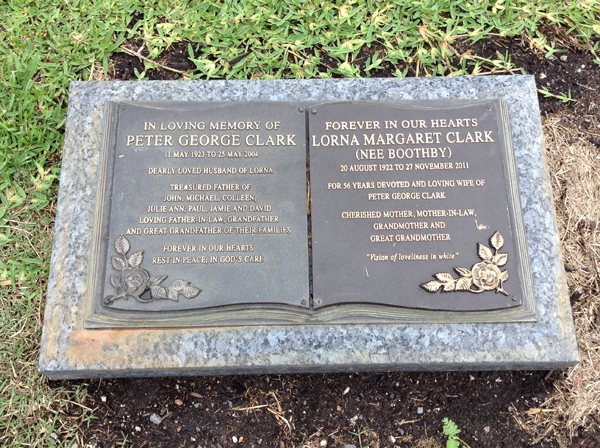 IN LOVING MEMORY OF
PETER GEORGE CLARK
11 MAY 1923 TO 25 MAY 2004
DEARLY LOVED HUSBAND OF LORNA
TREASURED FATHER OF
JOHN, MICHAEL, COLLEEN,
JULIE ANN, PAUL, JAMIE AND DAVID
LOVING FATHER-IN-LAW, GRANDFATHER
AND GREAT GRANDFATHER OF THEIR FAMILIES
FOREVER IN OUR HEARTS
REST IN PEACE, IN GOD'S CARE
FOREVER IN OUR HEARTS
LORNA MARGARET CLARK
(NEE BOOTHBY)
20 AUGUST 1922 TO 27 NOVEMBER 2011
FOR 56 YEARS DEVOTED AND LOVING WIFE OF
PETER GEORGE CLARK
CHERISHED MOTHER, MOTHER-IN-LAW,
GRANDMOTHER AND
GREAT GRANDMOTHER
"Vision of loveliness in white"